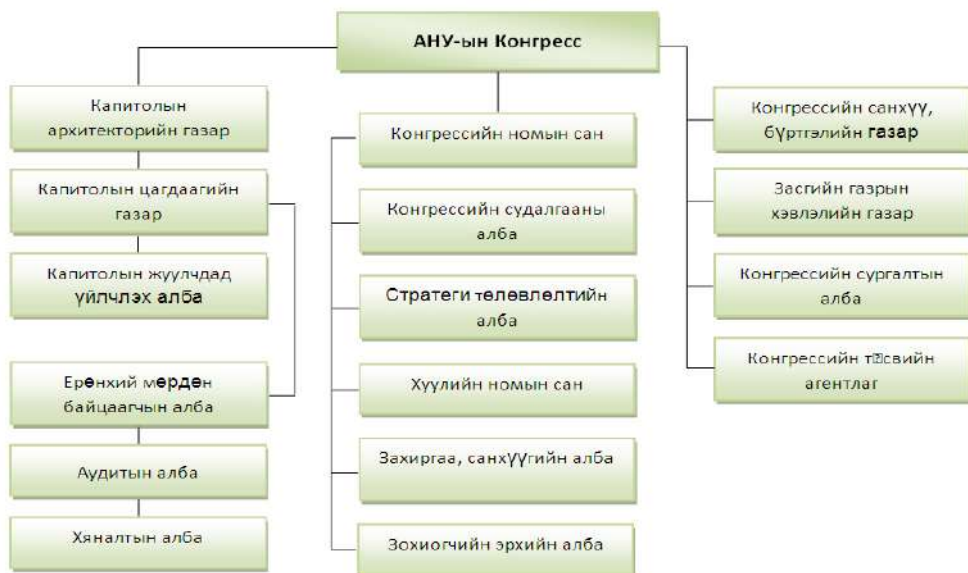 АНУ-ын Конгресс
Капитолын
архитекторийн газар
Капитолын цагдаагийн
газар
Капитолын жуулчдад
үйлчлэх алба
Ерөнхий мөрдөн
байцаагчын алба
Аудитын алба
Хяналтын алба
Конгрессийн номын сан
Конгрессийн судалгааны
алба
Стратеги төлөвлөлтийн
алба
Хуулийн номын сан
Захиргаа, санхүүгийн алба
Зохиогчийн эрхийн алба
Конгрессийн санхүү,
бүртгэлийн газар
Засгийн газрын
хэвлэлийн газар
Конгрессийн сургалтын
алба
Конгрессийн
агентлаг